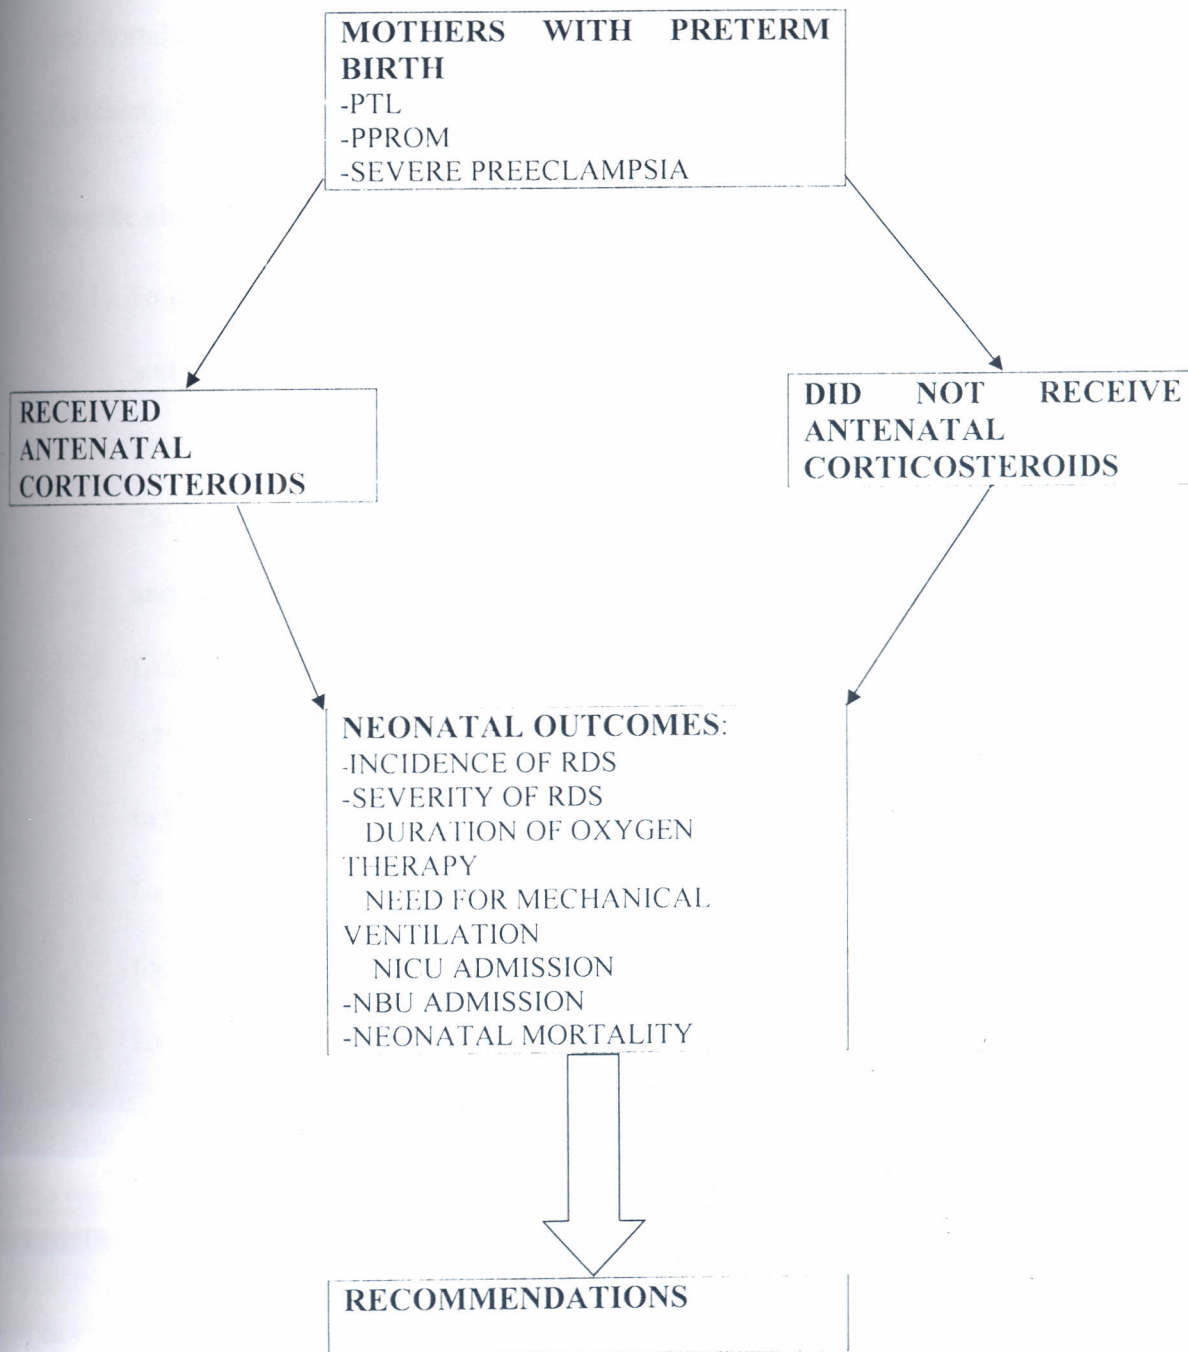 MOTHERS WITH PRETERM
BIRTH
-PTL
-PPROM
-SEVERE PREECLAMPSIA
RECEIVED
ANTENATAL
CORTICOSTEROIDS
DID NOT RECEIVE
ANTENATAL
CORTICOSTEROIDS
NEONATAL OUTCOMES:
-INCIDENCE OF RDS
-SEVERITY OF RDS
DURATION OF OXYGEN
THERAPY
NEED FOR MECHANICAL
VENTILATION
NICU ADMISSION
-NBU ADMISSION
-NEONATAL MORTALITY
RECOMMENDATIONS